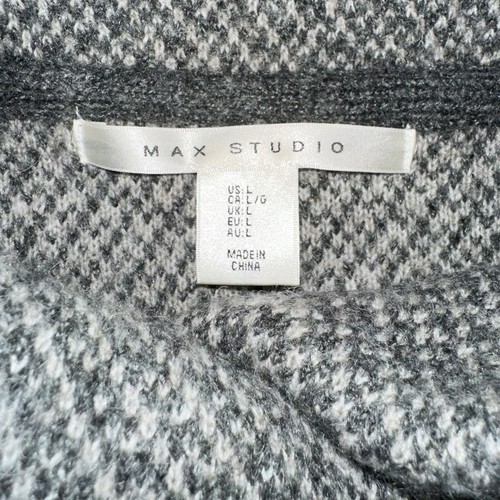 MAX STUDIO
US: L
CA: L/G
UK: L
EU: L
AU: L
MADE IN
CHINA